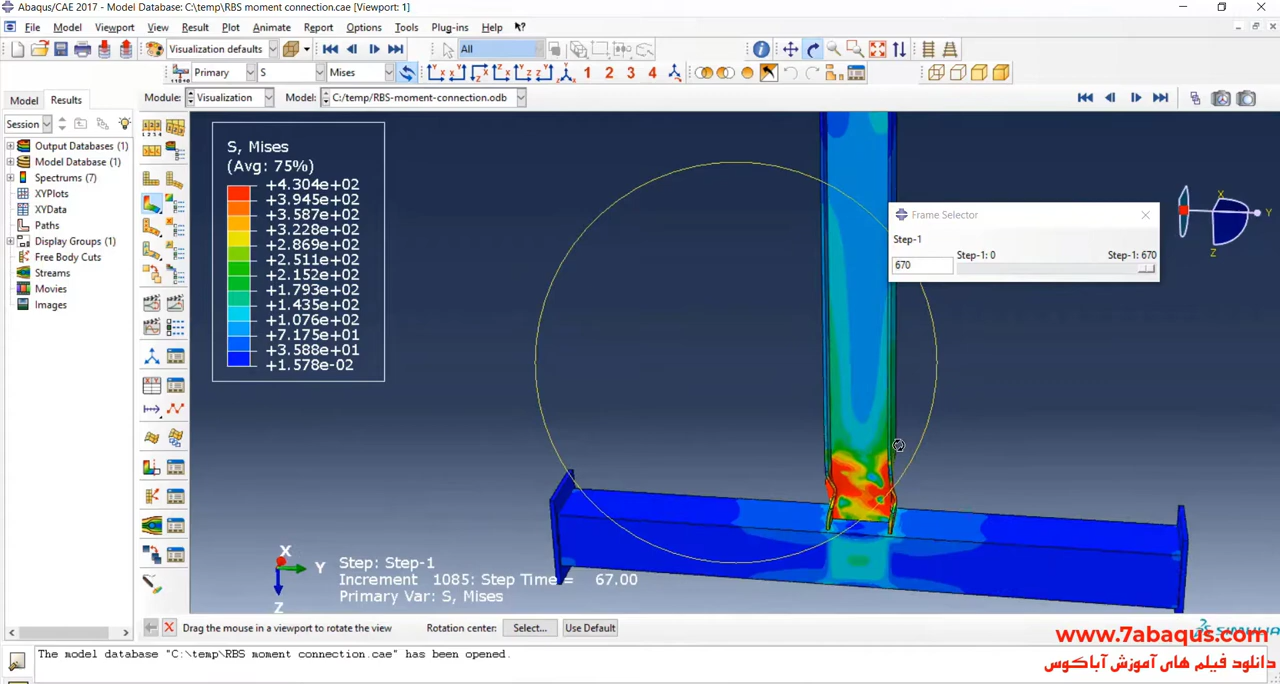 Abaqus/CAE 2017 - Model Database: C:\temp\RBS moment connection.cae [Viewport: 1]
File Model Viewport View Result Plot Animate Report Options Tools Plug-ins Help
Visualization defaults All
Primary S Mises 1 2 3 4
Model Results Module: Visualization Model: C:/temp/RBS-moment-connection.odb
Session
Output Databases (1)
Model Database (1)
Spectrums (7)
XYPlots
XYData
Paths
Display Groups (1)
Free Body Cuts
Streams
Movies
Images
S, Mises
(Avg: 75%)
+4.304e+02
+3.945e+02
+3.587e+02
+3.228e+02
+2.869e+02
+2.511e+02
+2.152e+02
+1.793e+02
+1.435e+02
+1.076e+02
+7.175e+01
+3.588e+01
+1.578e-02
Frame Selector
Step-1
Step-1: 0 Step-1: 670
670
X
Y
Z
X
Y
Z
Step: Step-1
Increment 1085: Step Time = 67.00
Primary Var: S, Mises
Drag the mouse in a viewport to rotate the view Rotation center: Select... Use Default
www.7abaqus.com
The model database "C:\temp\RBS moment connection.cae" has been opened.
دانلود فیلم های آموزش آباکوس